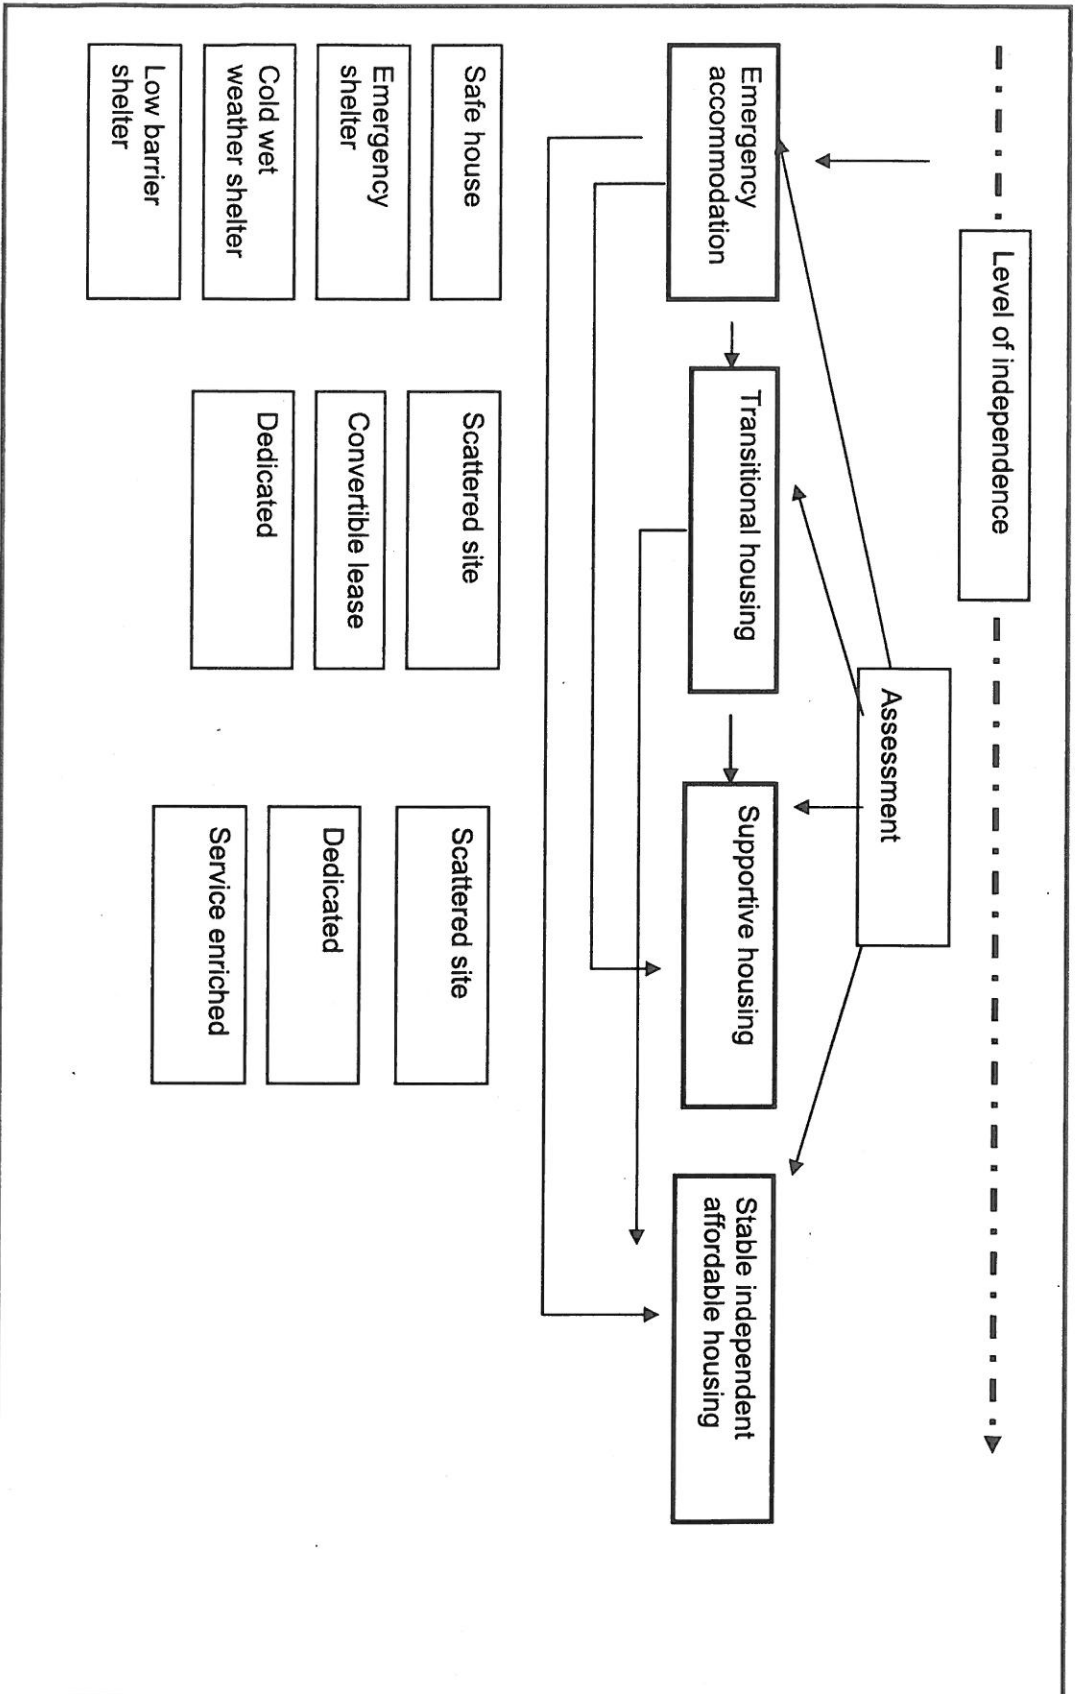 Level of independence
Assessment
Emergency
accommodation
Transitional housing
Supportive housing
Stable independent
affordable housing
Safe house
Emergency
shelter
Cold wet
weather shelter
Low barrier
shelter
Scattered site
Convertible lease
Dedicated
Scattered site
Dedicated
Service enriched